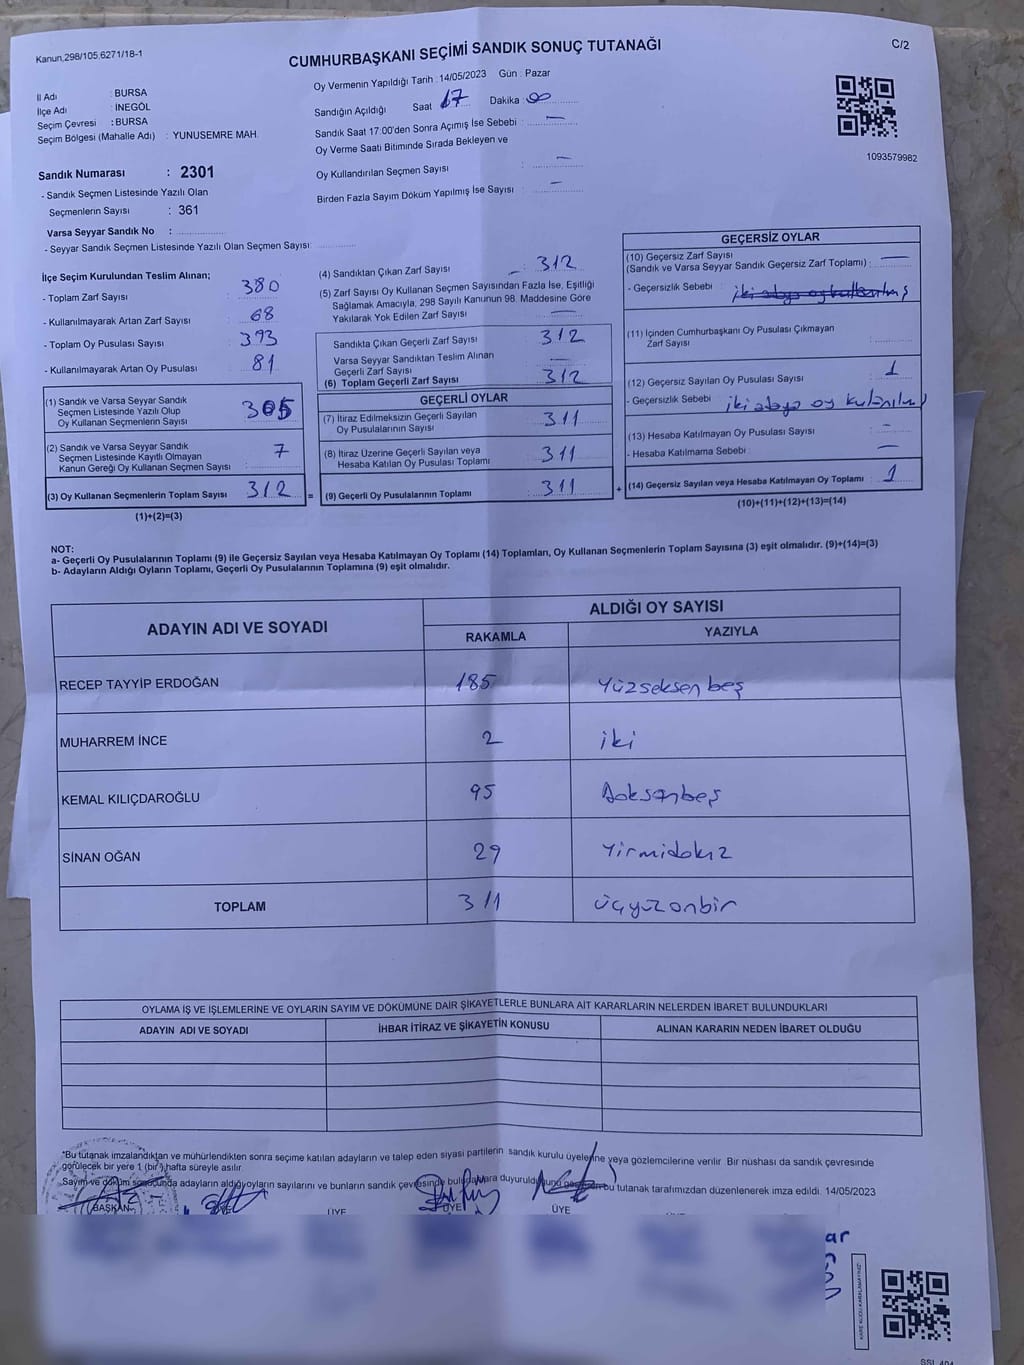 Kanun,298/105,6271/18-1
CUMHURBAŞKANI SEÇİMİ SANDIK SONUÇ TUTANAĞI
C/2
Oy Vermenin Yapıldığı Tarih : 14/05/2023 Gün : Pazar
İl Adı : BURSA
İlçe Adı : İNEGÖL
Seçim Çevresi : BURSA
Seçim Bölgesi (Mahalle Adı) : YUNUSEMRE MAH.
Sandığın Açıldığı Saat 17 Dakika : 00
Sandık Saat 17:00'den Sonra Açımış İse Sebebi : —
Oy Verme Saati Bitiminde Sırada Bekleyen ve
Oy Kullandırılan Seçmen Sayısı : —
Birden Fazla Sayım Döküm Yapılmış İse Sayısı : —
1093579982
Sandık Numarası : 2301
- Sandık Seçmen Listesinde Yazılı Olan
Seçmenlerin Sayısı : 361
Varsa Seyyar Sandık No :
- Seyyar Sandık Seçmen Listesinde Yazılı Olan Seçmen Sayısı:
İlçe Seçim Kurulundan Teslim Alınan;
- Toplam Zarf Sayısı : 380
- Kullanılmayarak Artan Zarf Sayısı : 68
- Toplam Oy Pusulası Sayısı : 393
- Kullanılmayarak Artan Oy Pusulası : 81
(1) Sandık ve Varsa Seyyar Sandık
Seçmen Listesinde Yazılı Olup
Oy Kullanan Seçmenlerin Sayısı : 305
(2) Sandık ve Varsa Seyyar Sandık
Seçmen Listesinde Kayıtlı Olmayan
Kanun Gereği Oy Kullanan Seçmen Sayısı : 7
(3) Oy Kullanan Seçmenlerin Toplam Sayısı : 312
(1)+(2)=(3)
(4) Sandıktan Çıkan Zarf Sayısı : 312
(5) Zarf Sayısı Oy Kullanan Seçmen Sayısından Fazla İse, Eşitliği
Sağlamak Amacıyla, 298 Sayılı Kanunun 98. Maddesine Göre
Yakılarak Yok Edilen Zarf Sayısı : —
Sandıkta Çıkan Geçerli Zarf Sayısı : 312
Varsa Seyyar Sandıktan Teslim Alınan
Geçerli Zarf Sayısı : —
(6) Toplam Geçerli Zarf Sayısı : 312
GEÇERLİ OYLAR
(7) İtiraz Edilmeksizin Geçerli Sayılan
Oy Pusulalarının Sayısı : 311
(8) İtiraz Üzerine Geçerli Sayılan veya
Hesaba Katılan Oy Pusulası Toplamı : 311
= (9) Geçerli Oy Pusulalarının Toplamı : 311
GEÇERSİZ OYLAR
(10) Geçersiz Zarf Sayısı
(Sandık ve Varsa Seyyar Sandık Geçersiz Zarf Toplamı) : —
- Geçersizlik Sebebi :
(11) İçinden Cumhurbaşkanı Oy Pusulası Çıkmayan
Zarf Sayısı :
(12) Geçersiz Sayılan Oy Pusulası Sayısı : 1
- Geçersizlik Sebebi : iki adaya oy
(13) Hesaba Katılmayan Oy Pusulası Sayısı : —
- Hesaba Katılmama Sebebi : —
+ (14) Geçersiz Sayılan veya Hesaba Katılmayan Oy Toplamı : 1
(10)+(11)+(12)+(13)=(14)
NOT:
a- Geçerli Oy Pusulalarının Toplamı (9) ile Geçersiz Sayılan veya Hesaba Katılmayan Oy Toplamı (14) Toplamları, Oy Kullanan Seçmenlerin Toplam Sayısına (3) eşit olmalıdır. (9)+(14)=(3)
b- Adayların Aldığı Oyların Toplamı, Geçerli Oy Pusulalarının Toplamına (9) eşit olmalıdır.
ADAYIN ADI VE SOYADI
ALDIĞI OY SAYISI
RAKAMLA YAZIYLA
RECEP TAYYİP ERDOĞAN 185 Yüzseksenbeş
MUHARREM İNCE 2 iki
KEMAL KILIÇDAROĞLU 95 Doksanbeş
SİNAN OĞAN 29 Yirmidokuz
TOPLAM 311 üçyüzonbir
OYLAMA İŞ VE İŞLEMLERİNE VE OYLARIN SAYIM VE DÖKÜMÜNE DAİR ŞİKAYETLERLE BUNLARA AİT KARARLARIN NELERDEN İBARET BULUNDUKLARI
ADAYIN ADI VE SOYADI İHBAR İTİRAZ VE ŞİKAYETİN KONUSU ALINAN KARARIN NEDEN İBARET OLDUĞU
*Bu tutanak imzalandıktan ve mühürlendikten sonra seçime katılan adayların ve talep eden siyasi partilerin sandık kurulu üyelerine veya gözlemcilerine verilir. Bir nüshası da sandık çevresinde
görülecek bir yere 1 (bir) hafta süreyle asılır.
Sayım ve döküm sonucunda adayların aldığı oyların sayılarını ve bunların sandık çevresinde bulunanlara duyurulduğunu gösteren bu tutanak tarafımızdan düzenlenerek imza edildi. 14/05/2023
BAŞKAN ÜYE ÜYE ÜYE
ar